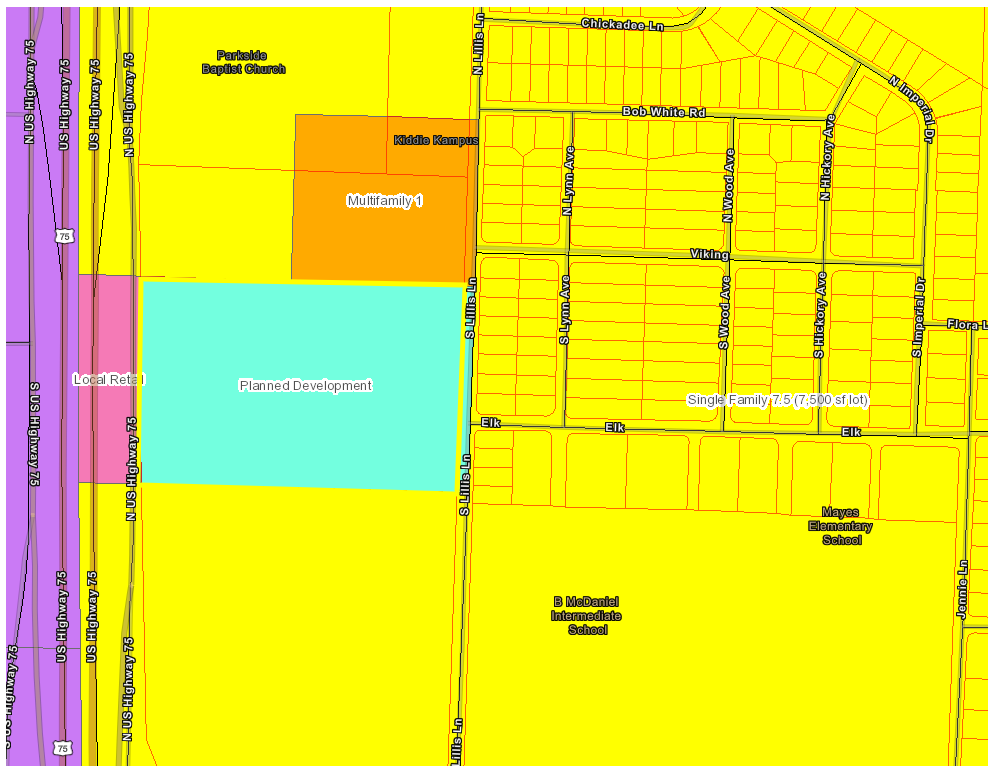 Chickadee Ln
N US Highway 75
US Highway 75
US Highway 75
N US Highway 75
Parkside
Baptist Church
N Lillis Ln
N Imperial Dr
Bob White Rd
Kiddie Kampus
N Lynn Ave
N Wood Ave
N Hickory Ave
Multifamily 1
75
Viking
S Lillis Ln
S Lynn Ave
S Wood Ave
S Hickory Ave
S Imperial Dr
Flora L
Local Retail
Planned Development
Single Family 7.5 (7,500 sf lot)
S US Highway 75
N US Highway 75
Elk
Elk
Elk
S Lillis Ln
Mayes
Elementary
School
B McDaniel
Intermediate
School
Jennie Ln
US Highway 75
US Highway 75
N US Highway 75
S US Highway 75
Lillis Ln
75